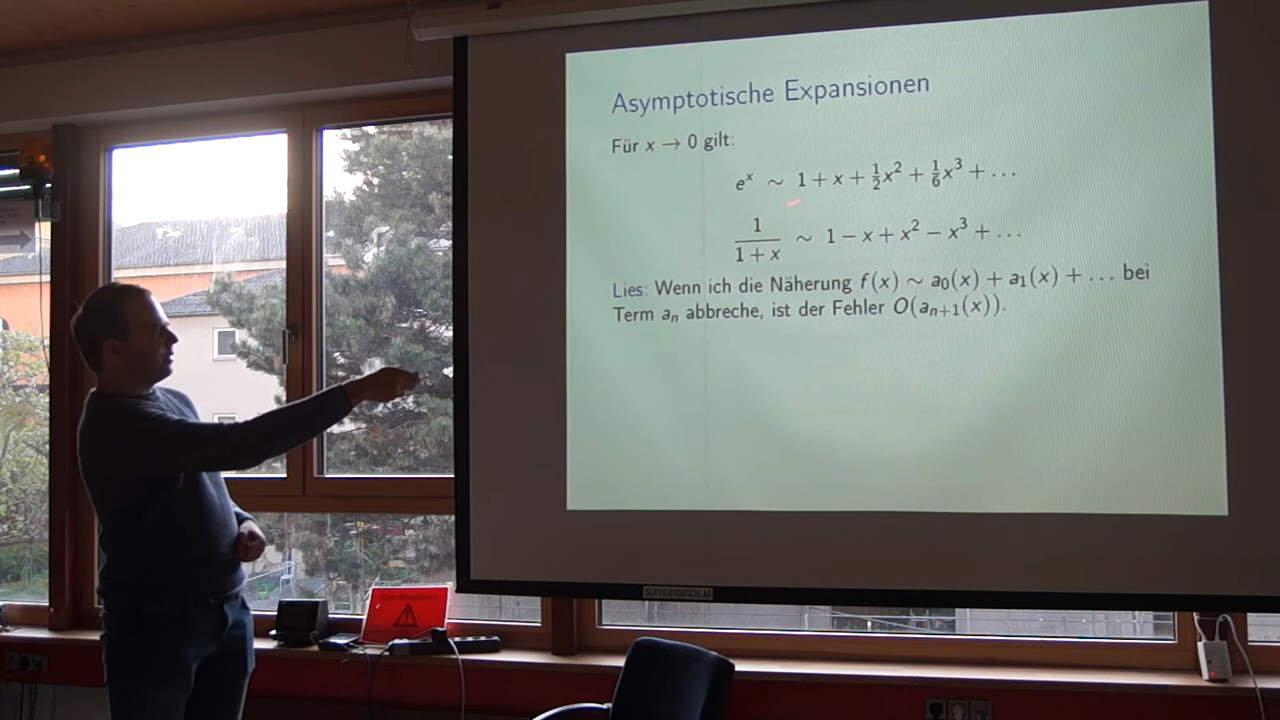 Asymptotische Expansionen
Für x → 0 gilt:
eˣ ∼ 1 + x + ½x² + ⅙x³ + …
1/(1 + x) ∼ 1 − x + x² − x³ + …
Lies: Wenn ich die Näherung f(x) ∼ a₀(x) + a₁(x) + … bei
Term aₙ abbreche, ist der Fehler O(aₙ₊₁(x)).